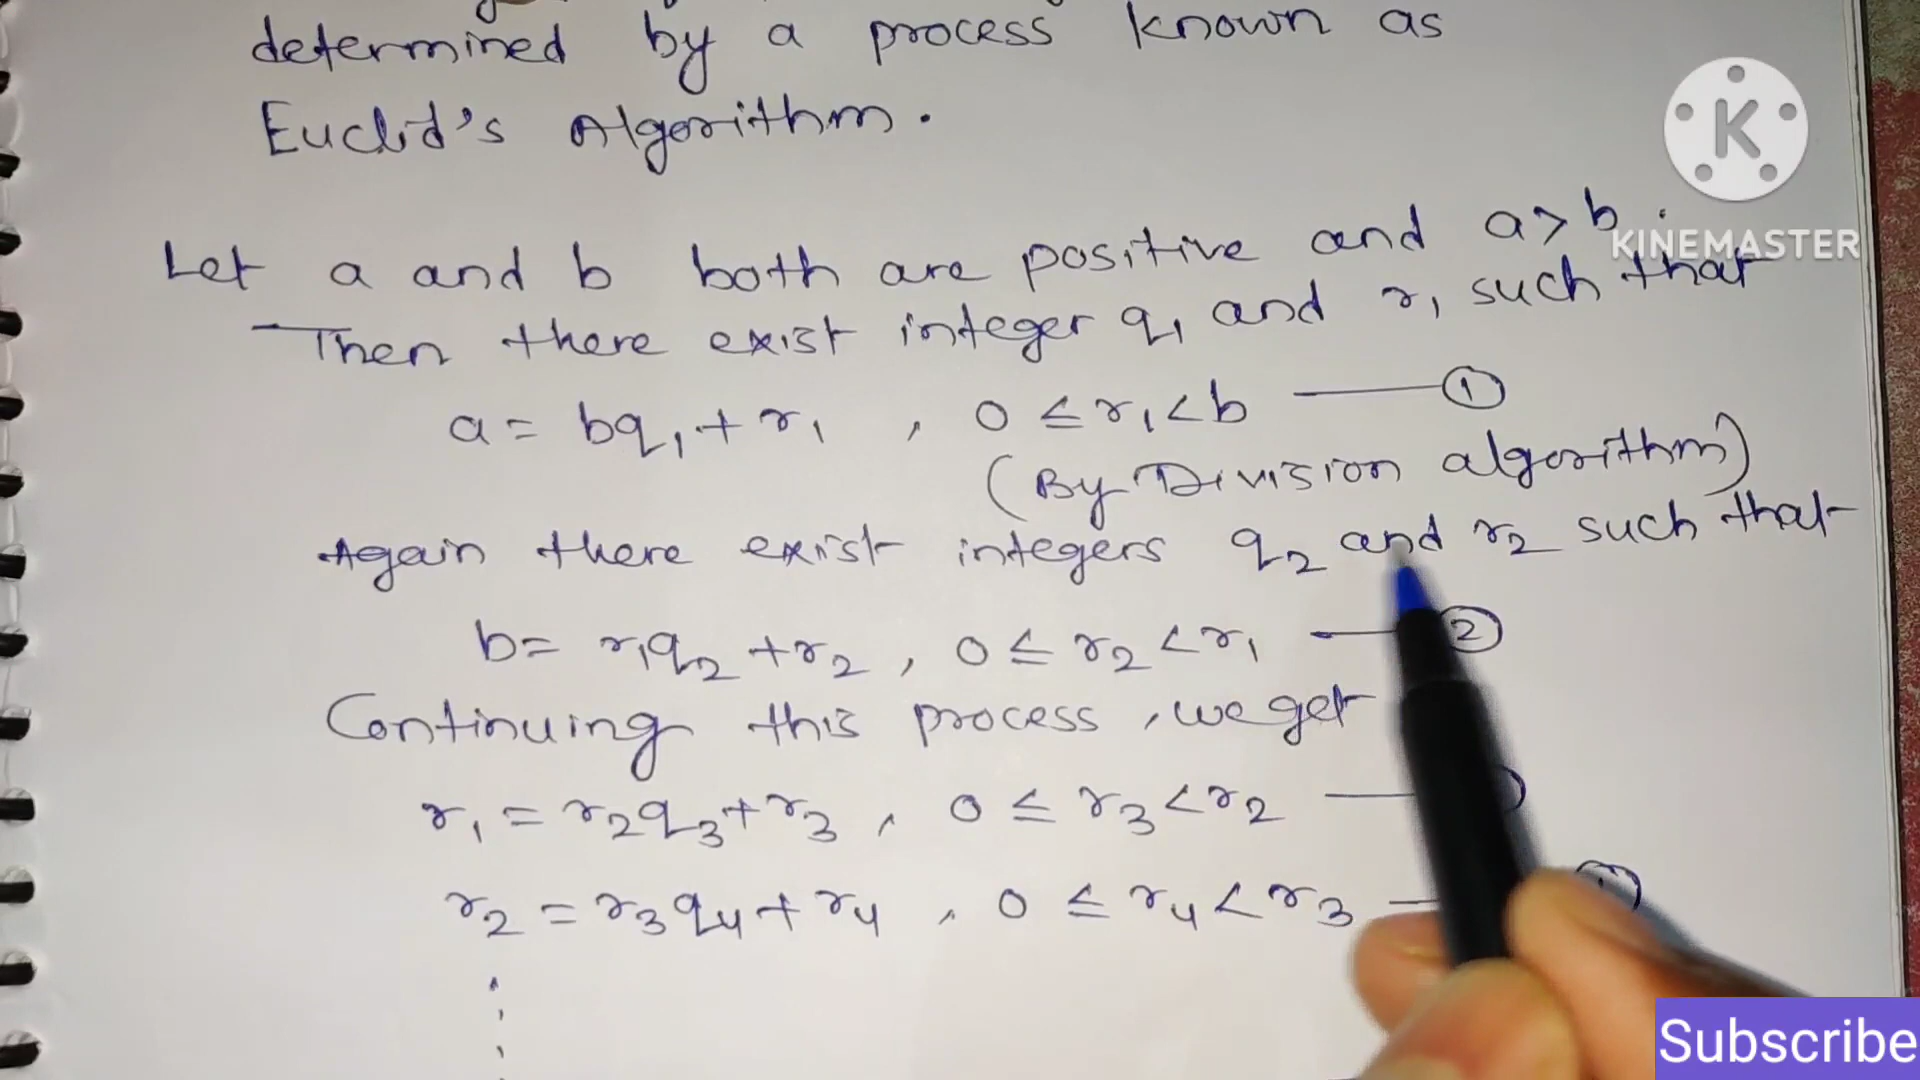 determined by a process known as
Euclid's Algorithm.
Let a and b both are positive and a > b.
Then there exist integer q₁ and r₁ such that
a = bq₁ + r₁ , 0 ≤ r₁ < b —— ①
(By Division algorithm)
Again there exist integers q₂ and r₂ such that
b = r₁q₂ + r₂ , 0 ≤ r₂ < r₁ —— ②
Continuing this process, we get
r₁ = r₂q₃ + r₃ , 0 ≤ r₃ < r₂ ——
r₂ = r₃q₄ + r₄ , 0 ≤ r₄ < r₃ —
K
KINEMASTER
Subscribe